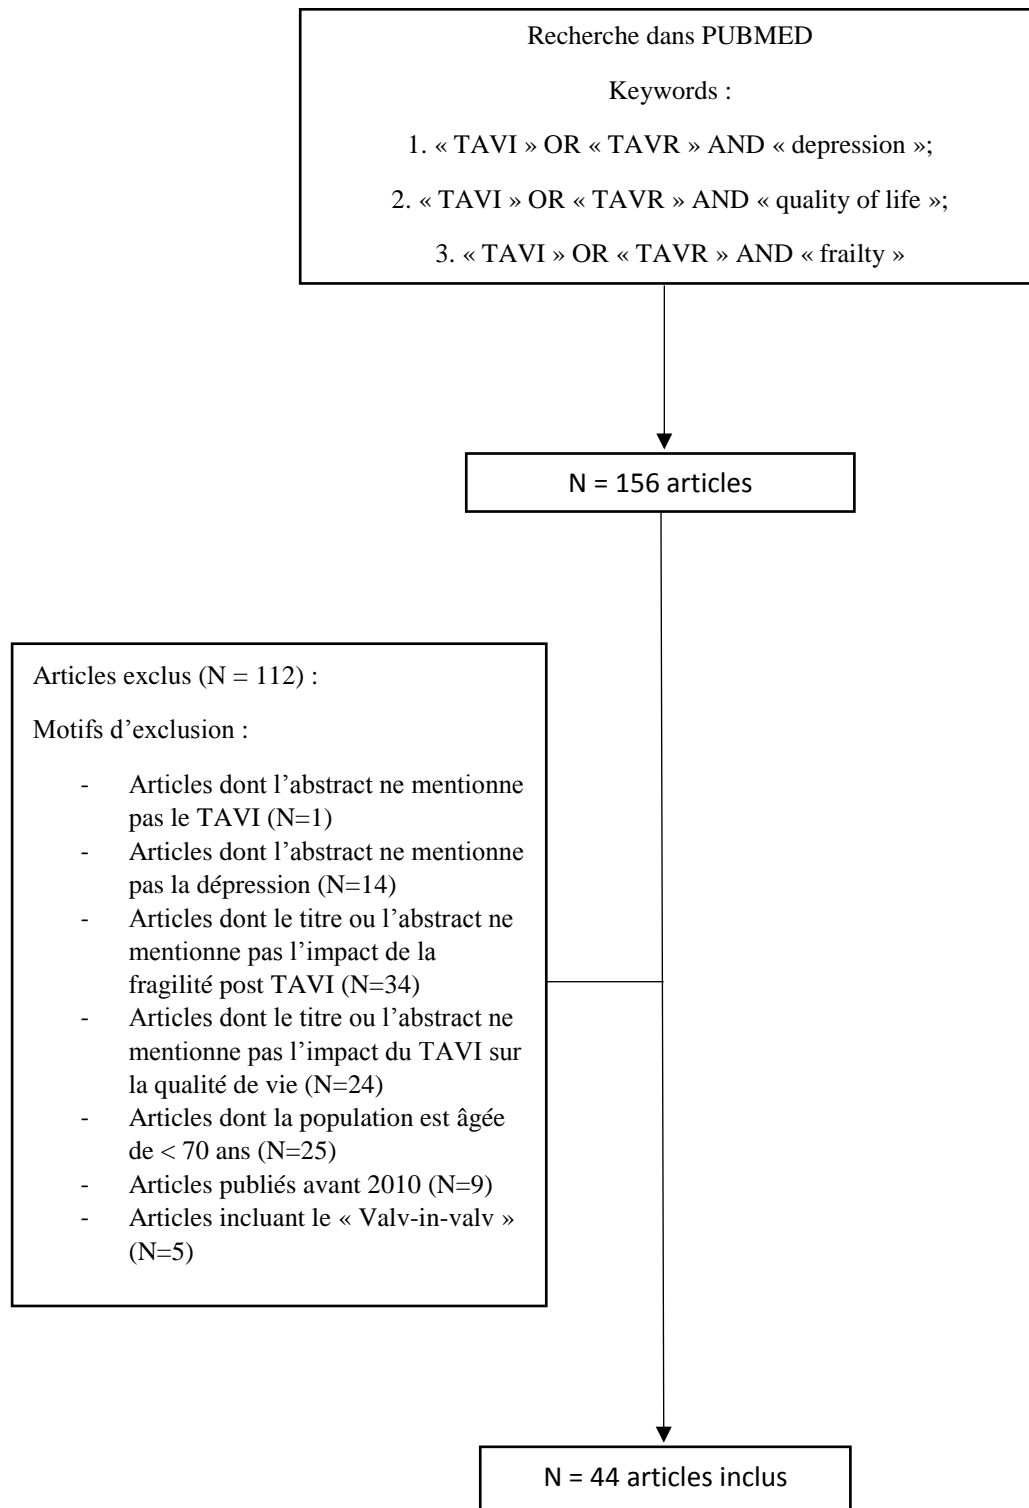 Recherche dans PUBMED
Keywords :
1. « TAVI » OR « TAVR » AND « depression »;
2. « TAVI » OR « TAVR » AND « quality of life »;
3. « TAVI » OR « TAVR » AND « frailty »
N = 156 articles
Articles exclus (N = 112) :
Motifs d’exclusion :
- Articles dont l’abstract ne mentionne
pas le TAVI (N=1)
- Articles dont l’abstract ne mentionne
pas la dépression (N=14)
- Articles dont le titre ou l’abstract ne
mentionne pas l’impact de la
fragilité post TAVI (N=34)
- Articles dont le titre ou l’abstract ne
mentionne pas l’impact du TAVI sur
la qualité de vie (N=24)
- Articles dont la population est âgée
de < 70 ans (N=25)
- Articles publiés avant 2010 (N=9)
- Articles incluant le « Valv-in-valv »
(N=5)
N = 44 articles inclus